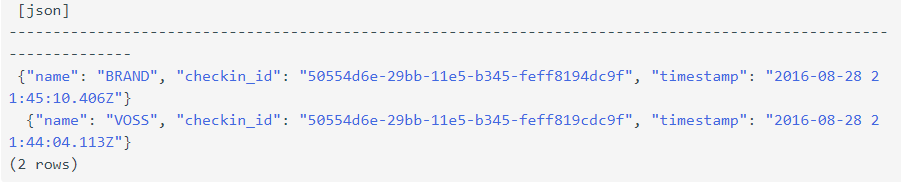 [json]
----------------------------------------------------------------------------------------------------
--------------
{"name": "BRAND", "checkin_id": "50554d6e-29bb-11e5-b345-feff8194dc9f", "timestamp": "2016-08-28 2
1:45:10.406Z"}
{"name": "VOSS", "checkin_id": "50554d6e-29bb-11e5-b345-feff819cdc9f", "timestamp": "2016-08-28 2
1:44:04.113Z"}
(2 rows)